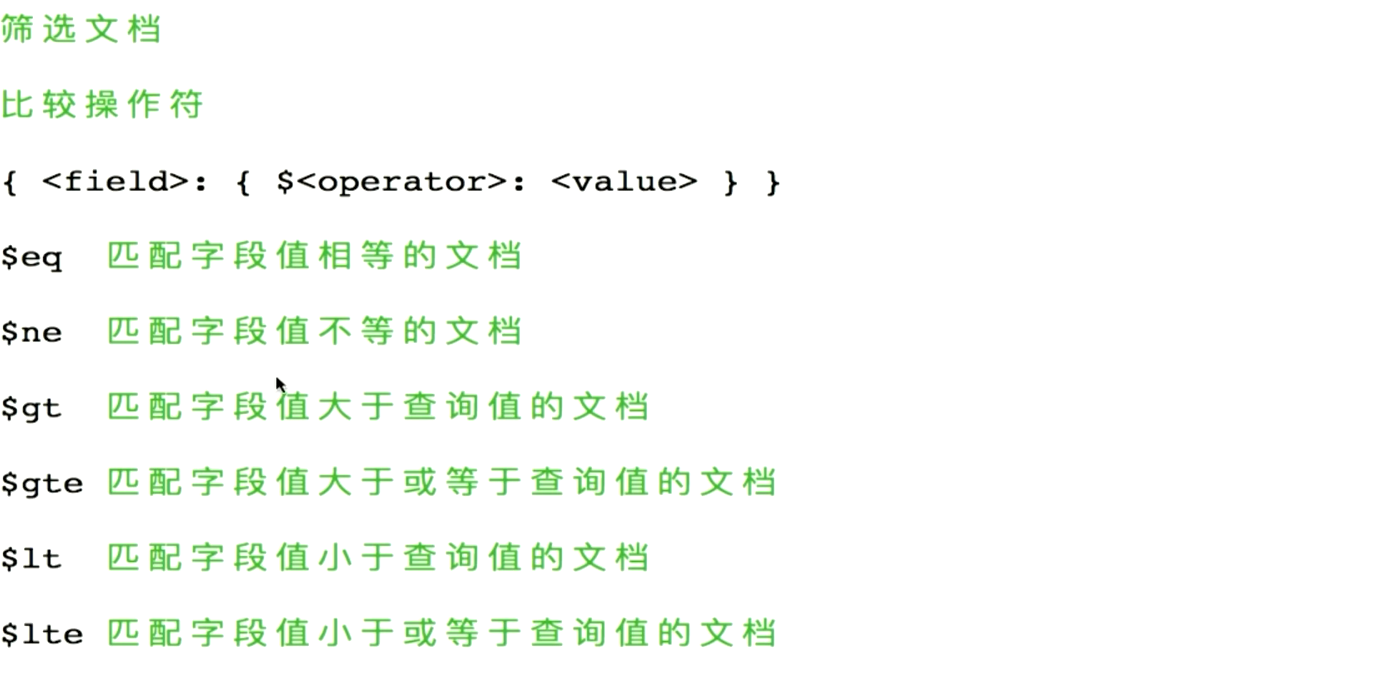 筛选文档
比较操作符
{ <field>: { $<operator>: <value> } }
$eq 匹配字段值相等的文档
$ne 匹配字段值不等的文档
$gt 匹配字段值大于查询值的文档
$gte 匹配字段值大于或等于查询值的文档
$lt 匹配字段值小于查询值的文档
$lte 匹配字段值小于或等于查询值的文档